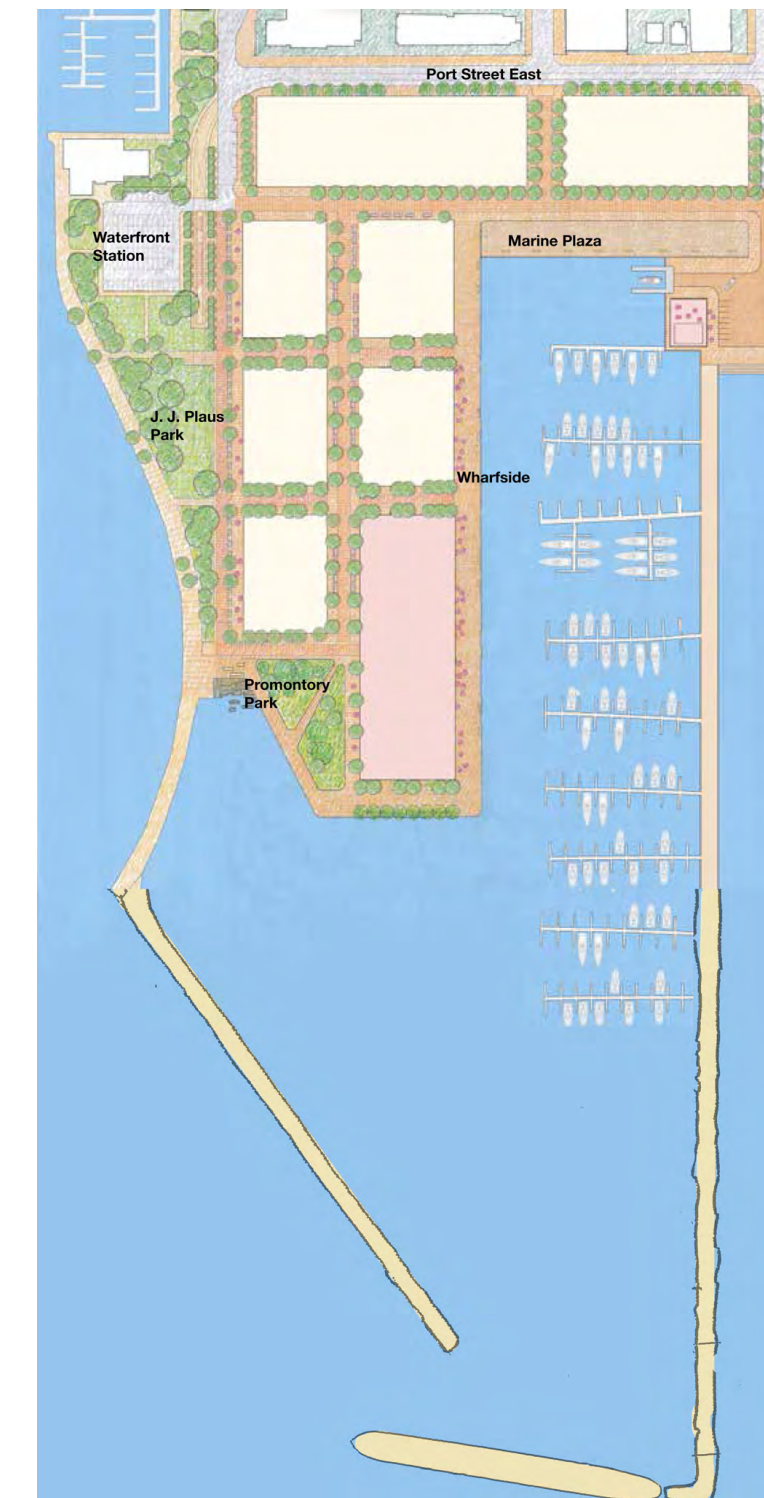 Port Street East
Waterfront
Station
Marine Plaza
J. J. Plaus
Park
Wharfside
Promontory
Park